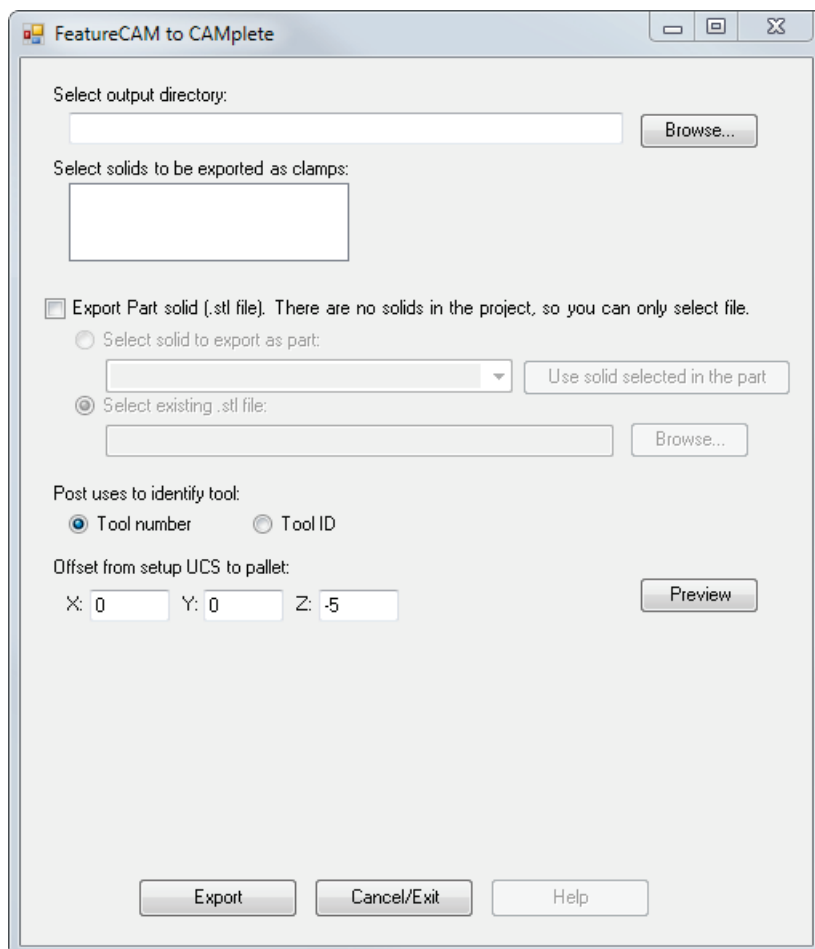 FeatureCAM to CAMplete
Select output directory:
Browse...
Select solids to be exported as clamps:
Export Part solid (.stl file). There are no solids in the project, so you can only select file.
Select solid to export as part:
Use solid selected in the part
Select existing .stl file:
Browse...
Post uses to identify tool:
Tool number Tool ID
Offset from setup UCS to pallet:
X: 0 Y: 0 Z: -5 Preview
Export Cancel/Exit Help